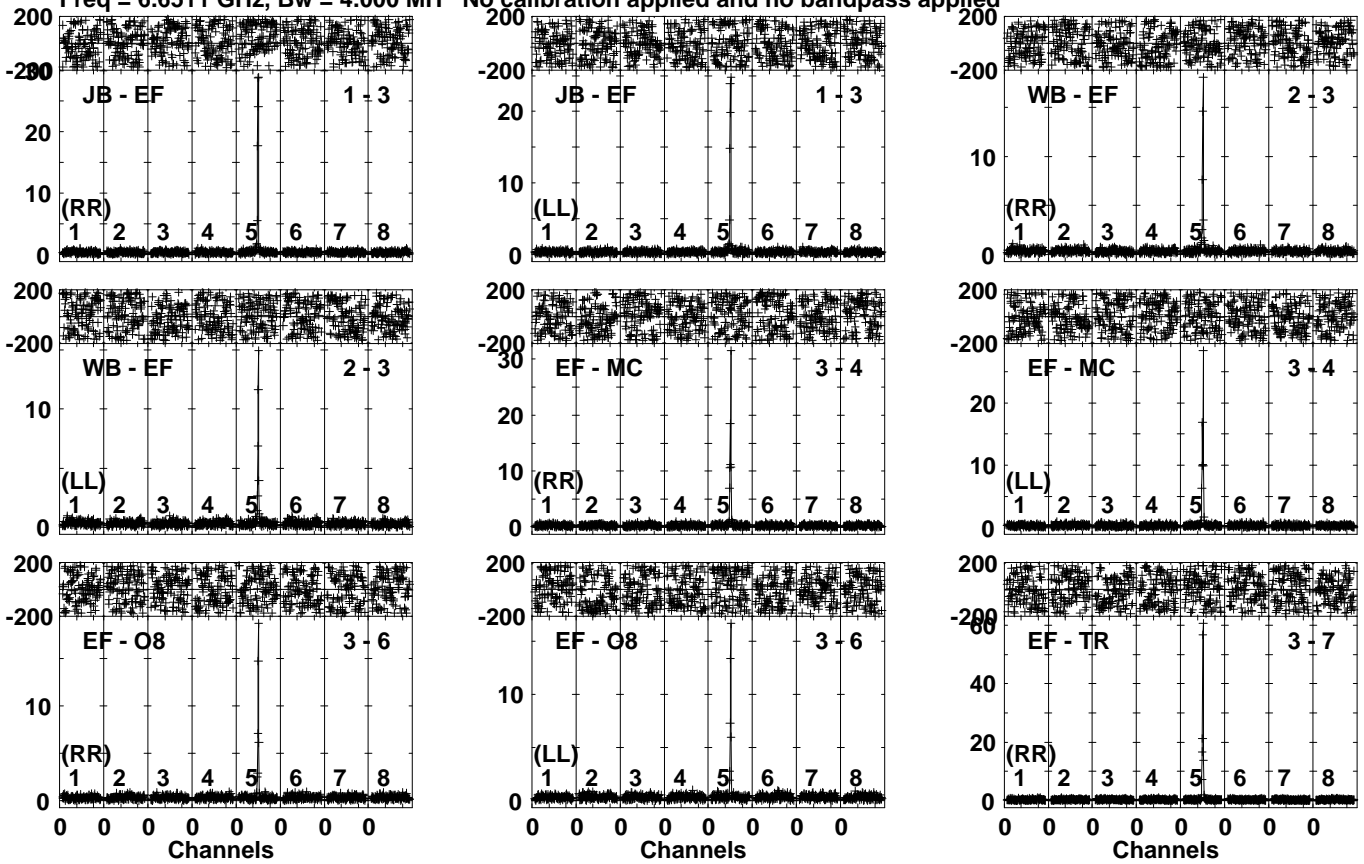 Freq = 6.6511 GHz, Bw = 4.000 MH No calibration applied and no bandpass applied
200 200 200
-200 -200 -200
30 JB - EF 1 - 3 JB - EF 1 - 3 WB - EF 2 - 3
20 20
10 10 10
(RR) (LL) (RR)
1 2 3 4 5 6 7 8 1 2 3 4 5 6 7 8 1 2 3 4 5 6 7 8
0 0 0
200 200 200
-200 -200 -200
WB - EF 2 - 3 30 EF - MC 3 - 4 EF - MC 3 - 4
10 20 20
10 10
(LL) (RR) (LL)
1 2 3 4 5 6 7 8 1 2 3 4 5 6 7 8 1 2 3 4 5 6 7 8
0 0 0
200 200 200
-200 -200 -200
EF - O8 3 - 6 EF - O8 3 - 6 60 EF - TR 3 - 7
10 10 40
20
(RR) (LL) (RR)
1 2 3 4 5 6 7 8 1 2 3 4 5 6 7 8 1 2 3 4 5 6 7 8
0 0 0
0 0 0 0 0 0 0 0 0 0 0 0 0 0 0 0 0 0 0 0 0 0 0 0
Channels Channels Channels